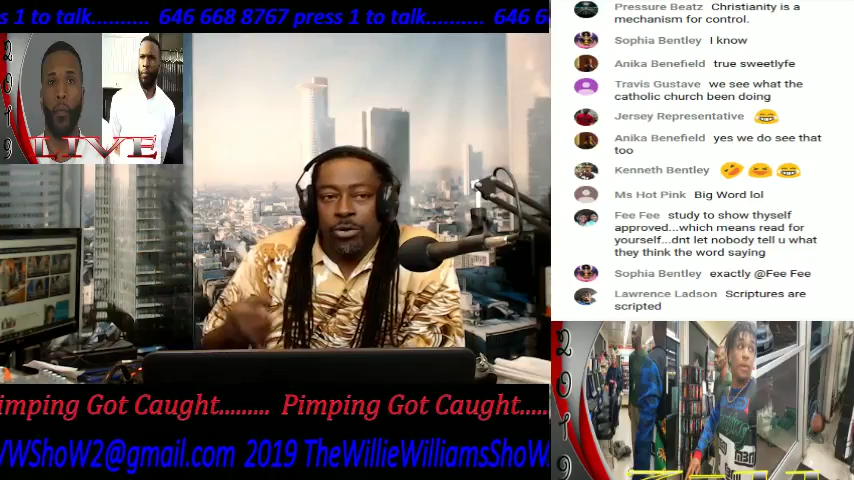 s 1 to talk.......... 646 668 8767 press 1 to talk.......... 646 6
2019
LIVE
Pressure Beatz Christianity is a
mechanism for control.
Sophia Bentley I know
Anika Benefield true sweetlyfe
Travis Gustave we see what the
catholic church been doing
Jersey Representative 😂
Anika Benefield yes we do see that
too
Kenneth Bentley 🤣😆😂
Ms Hot Pink Big Word lol
Fee Fee study to show thyself
approved...which means read for
yourself...dnt let nobody tell u what
they think the word saying
Sophia Bentley exactly @Fee Fee
Lawrence Ladson Scriptures are
scripted
2019
imping Got Caught......... Pimping Got Caught.....
WShoW2@gmail.com 2019 TheWillieWilliamsShoW